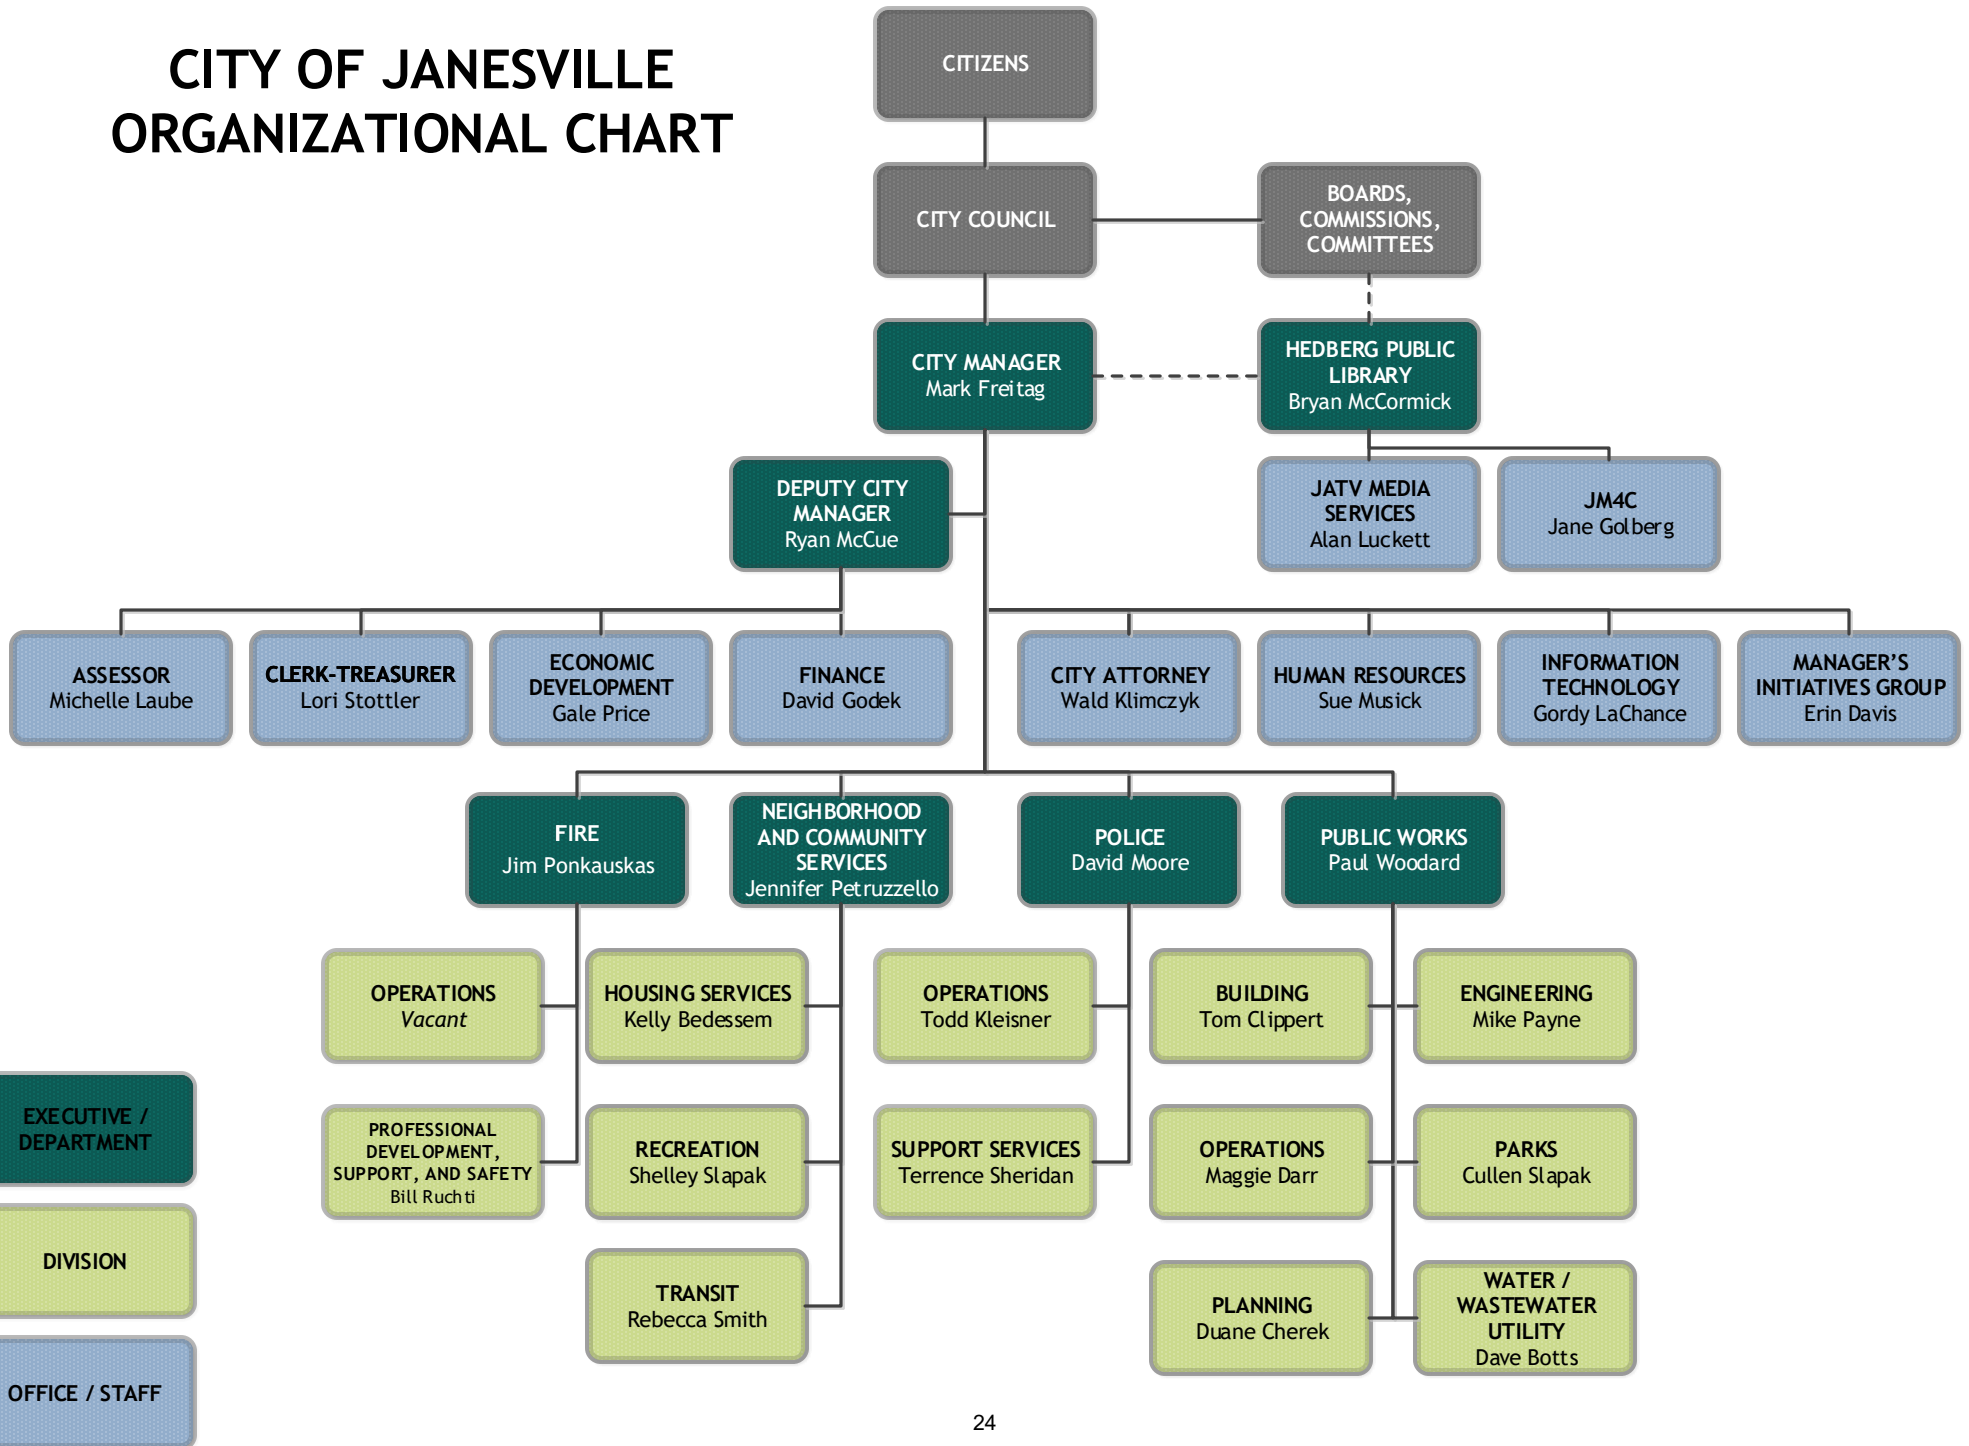 CITY OF JANESVILLE
ORGANIZATIONAL CHART
CITIZENS
CITY COUNCIL
BOARDS,
COMMISSIONS,
COMMITTEES
CITY MANAGER
Mark Freitag
HEDBERG PUBLIC
LIBRARY
Bryan McCormick
DEPUTY CITY
MANAGER
Ryan McCue
JATV MEDIA
SERVICES
Alan Luckett
JM4C
Jane Golberg
ASSESSOR
Michelle Laube
CLERK-TREASURER
Lori Stottler
ECONOMIC
DEVELOPMENT
Gale Price
FINANCE
David Godek
CITY ATTORNEY
Wald Klimczyk
HUMAN RESOURCES
Sue Musick
INFORMATION
TECHNOLOGY
Gordy LaChance
MANAGER’S
INITIATIVES GROUP
Erin Davis
FIRE
Jim Ponkauskas
NEIGHBORHOOD
AND COMMUNITY
SERVICES
Jennifer Petruzzello
POLICE
David Moore
PUBLIC WORKS
Paul Woodard
OPERATIONS
Vacant
HOUSING SERVICES
Kelly Bedessem
OPERATIONS
Todd Kleisner
BUILDING
Tom Clippert
ENGINEERING
Mike Payne
PROFESSIONAL
DEVELOPMENT,
SUPPORT, AND SAFETY
Bill Ruchti
RECREATION
Shelley Slapak
SUPPORT SERVICES
Terrence Sheridan
OPERATIONS
Maggie Darr
PARKS
Cullen Slapak
TRANSIT
Rebecca Smith
PLANNING
Duane Cherek
WATER /
WASTEWATER
UTILITY
Dave Botts
EXECUTIVE /
DEPARTMENT
DIVISION
OFFICE / STAFF
24